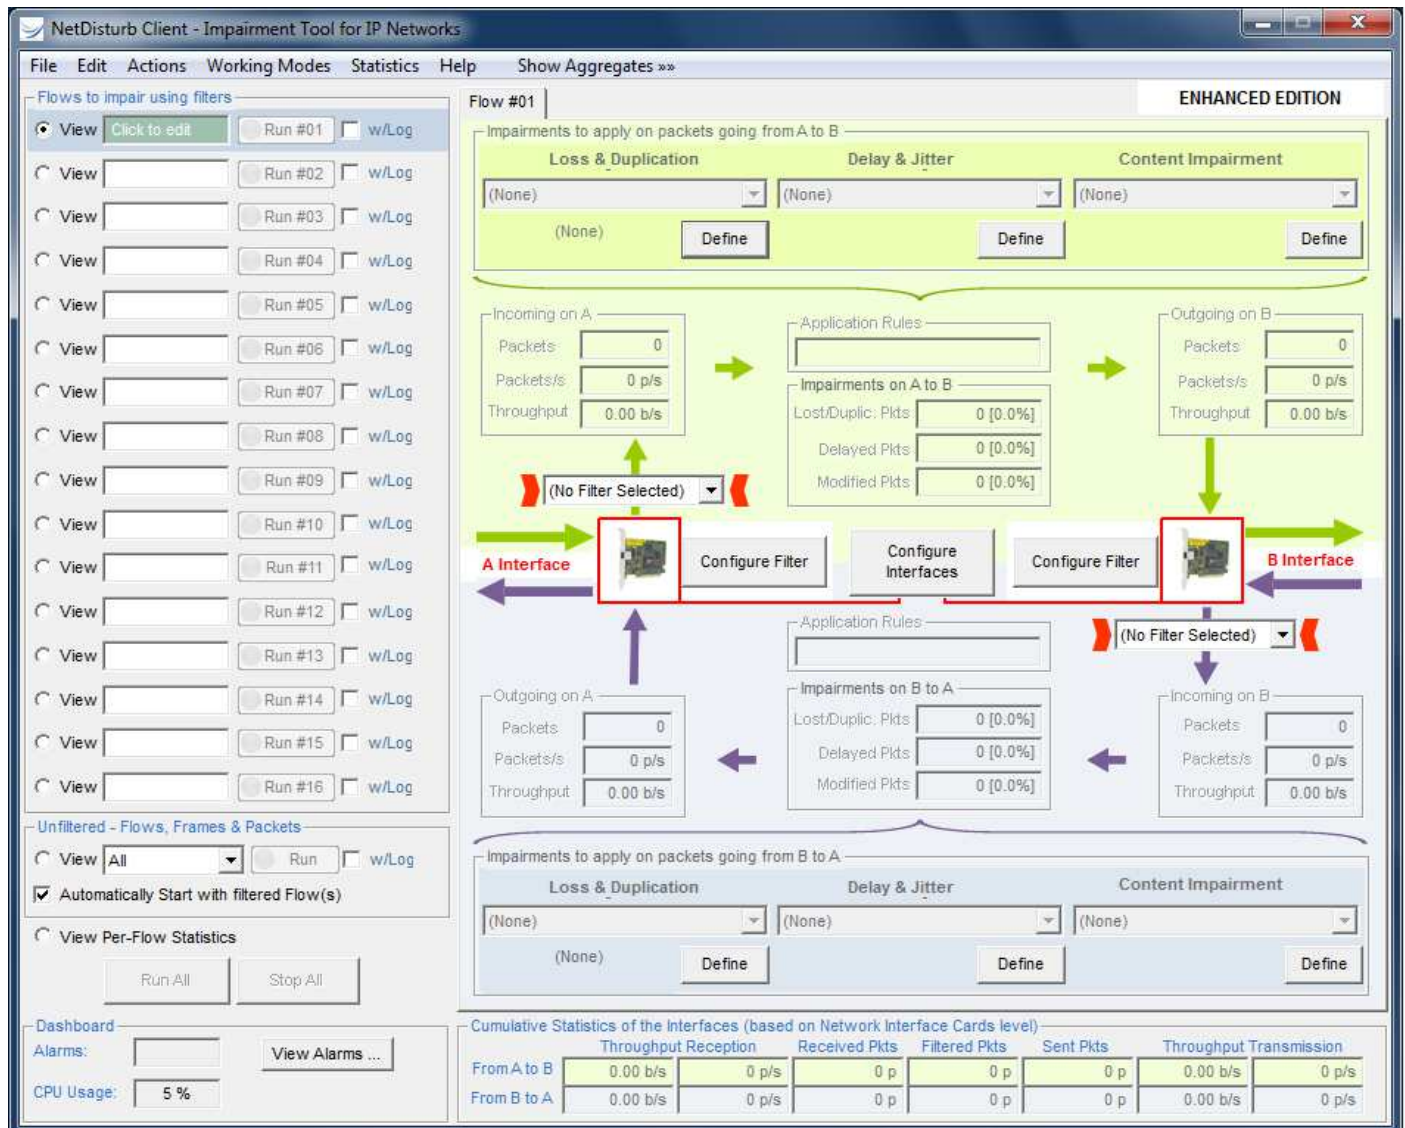 NetDisturb Client - Impairment Tool for IP Networks
File Edit Actions Working Modes Statistics Help Show Aggregates »»
Flows to impair using filters
View Click to edit Run #01 w/Log
View Run #02 w/Log
View Run #03 w/Log
View Run #04 w/Log
View Run #05 w/Log
View Run #06 w/Log
View Run #07 w/Log
View Run #08 w/Log
View Run #09 w/Log
View Run #10 w/Log
View Run #11 w/Log
View Run #12 w/Log
View Run #13 w/Log
View Run #14 w/Log
View Run #15 w/Log
View Run #16 w/Log
Unfiltered - Flows, Frames & Packets
View All Run w/Log
Automatically Start with filtered Flow(s)
View Per-Flow Statistics
Run All Stop All
Dashboard
Alarms: View Alarms ...
CPU Usage: 5 %
Flow #01 ENHANCED EDITION
Impairments to apply on packets going from A to B
Loss & Duplication Delay & Jitter Content Impairment
(None) (None) (None)
(None) Define Define Define
Incoming on A
Packets 0
Packets/s 0 p/s
Throughput 0.00 b/s
Application Rules
Impairments on A to B
Lost/Duplic. Pkts 0 [0.0%]
Delayed Pkts 0 [0.0%]
Modified Pkts 0 [0.0%]
Outgoing on B
Packets 0
Packets/s 0 p/s
Throughput 0.00 b/s
(No Filter Selected)
A Interface Configure Filter Configure Interfaces Configure Filter B Interface
(No Filter Selected)
Outgoing on A
Packets 0
Packets/s 0 p/s
Throughput 0.00 b/s
Application Rules
Impairments on B to A
Lost/Duplic. Pkts 0 [0.0%]
Delayed Pkts 0 [0.0%]
Modified Pkts 0 [0.0%]
Incoming on B
Packets 0
Packets/s 0 p/s
Throughput 0.00 b/s
Impairments to apply on packets going from B to A
Loss & Duplication Delay & Jitter Content Impairment
(None) (None) (None)
(None) Define Define Define
Cumulative Statistics of the Interfaces (based on Network Interface Cards level)
Throughput Reception Received Pkts Filtered Pkts Sent Pkts Throughput Transmission
From A to B 0.00 b/s 0 p/s 0 p 0 p 0 p 0.00 b/s 0 p/s
From B to A 0.00 b/s 0 p/s 0 p 0 p 0 p 0.00 b/s 0 p/s